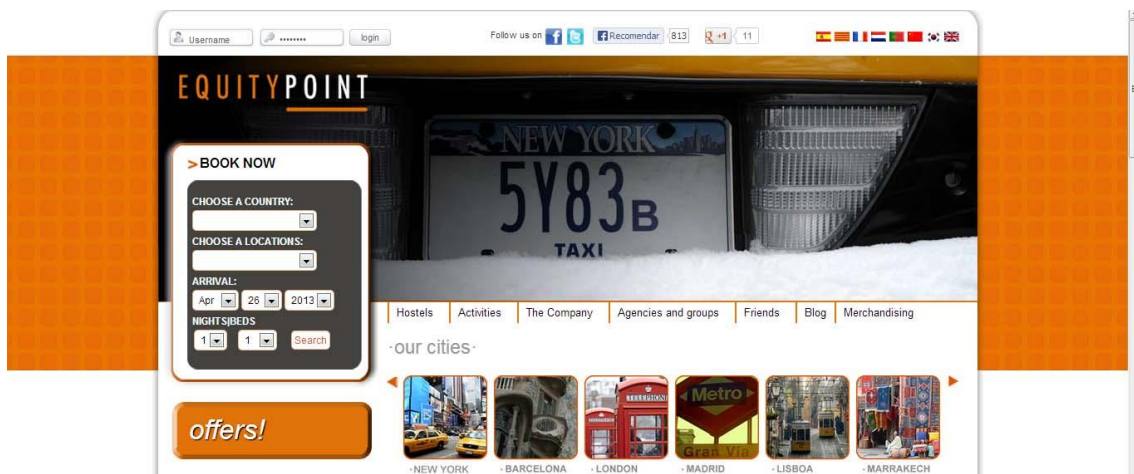 Username
••••••••
login
Follow us on
Recomendar
813
+1
11
EQUITYPOINT
NEW YORK
5Y83B
TAXI
>BOOK NOW
CHOOSE A COUNTRY:
CHOOSE A LOCATIONS:
ARRIVAL:
Apr 26 2013
NIGHTS|BEDS
1 1 Search
Hostels Activities The Company Agencies and groups Friends Blog Merchandising
·our cities·
TELEPHONE
Metro
Gran Vía
offers!
·NEW YORK ·BARCELONA ·LONDON ·MADRID ·LISBOA ·MARRAKECH